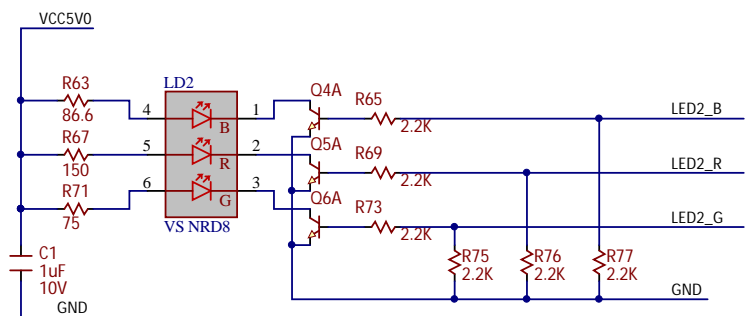 VCC5V0
R63
86.6
R67
150
R71
75
C1
1uF
10V
GND
LD2
4
5
6
B
R
G
1
2
3
VS NRD8
Q4A
Q5A
Q6A
R65
2.2K
R69
2.2K
R73
2.2K
R75
2.2K
R76
2.2K
R77
2.2K
LED2_B
LED2_R
LED2_G
GND